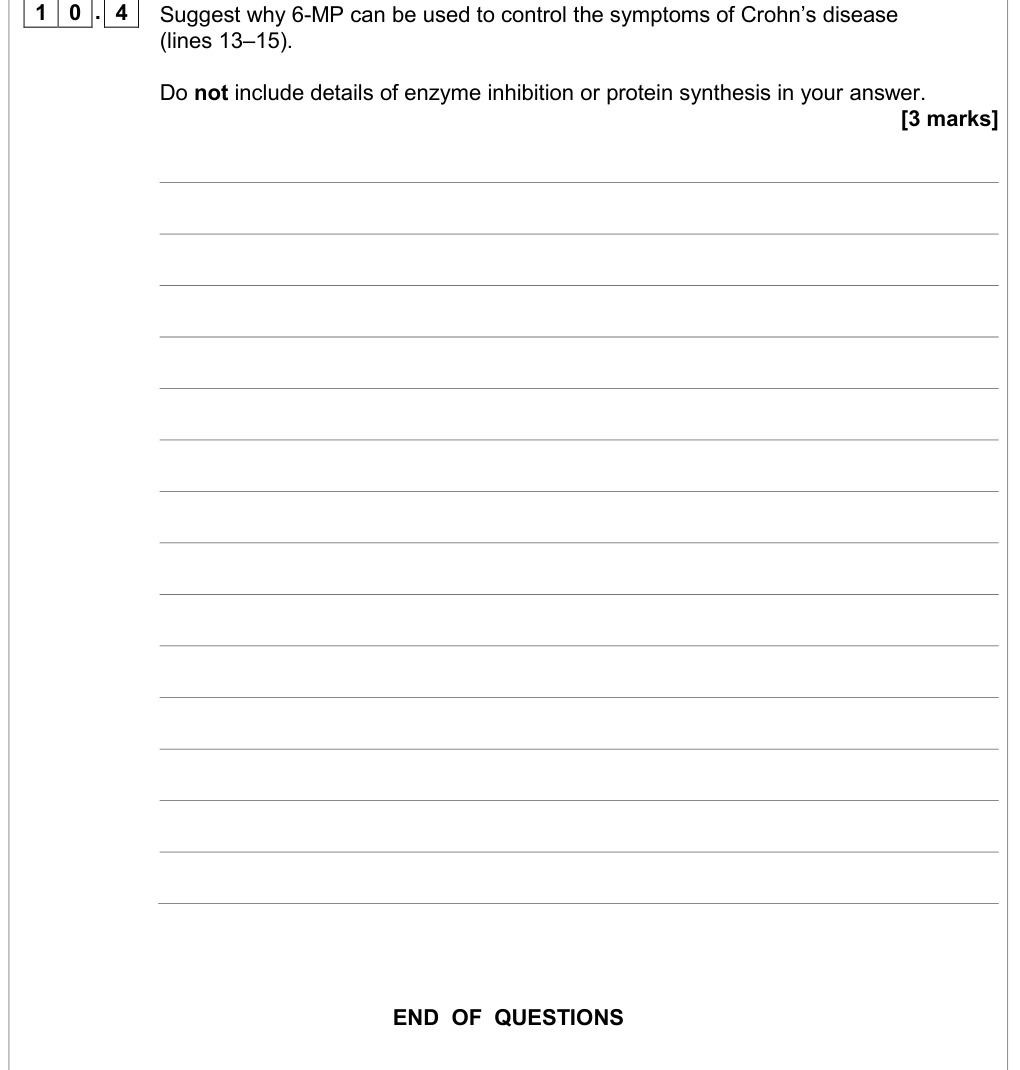 1 0 . 4 Suggest why 6-MP can be used to control the symptoms of Crohn’s disease
(lines 13–15).
Do not include details of enzyme inhibition or protein synthesis in your answer.
[3 marks]
END OF QUESTIONS